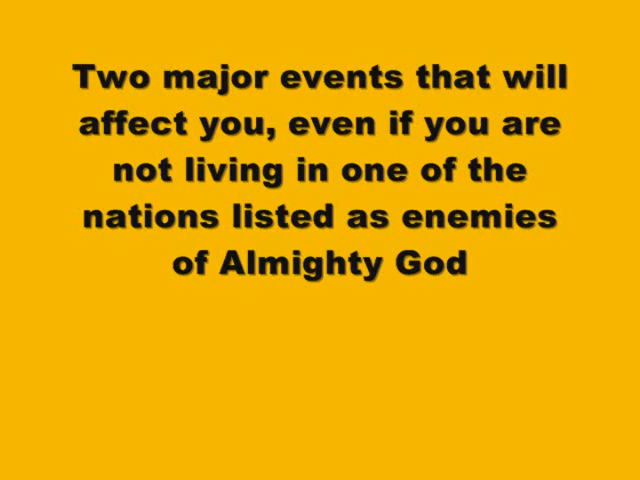 Two major events that will
affect you, even if you are
not living in one of the
nations listed as enemies
of Almighty God